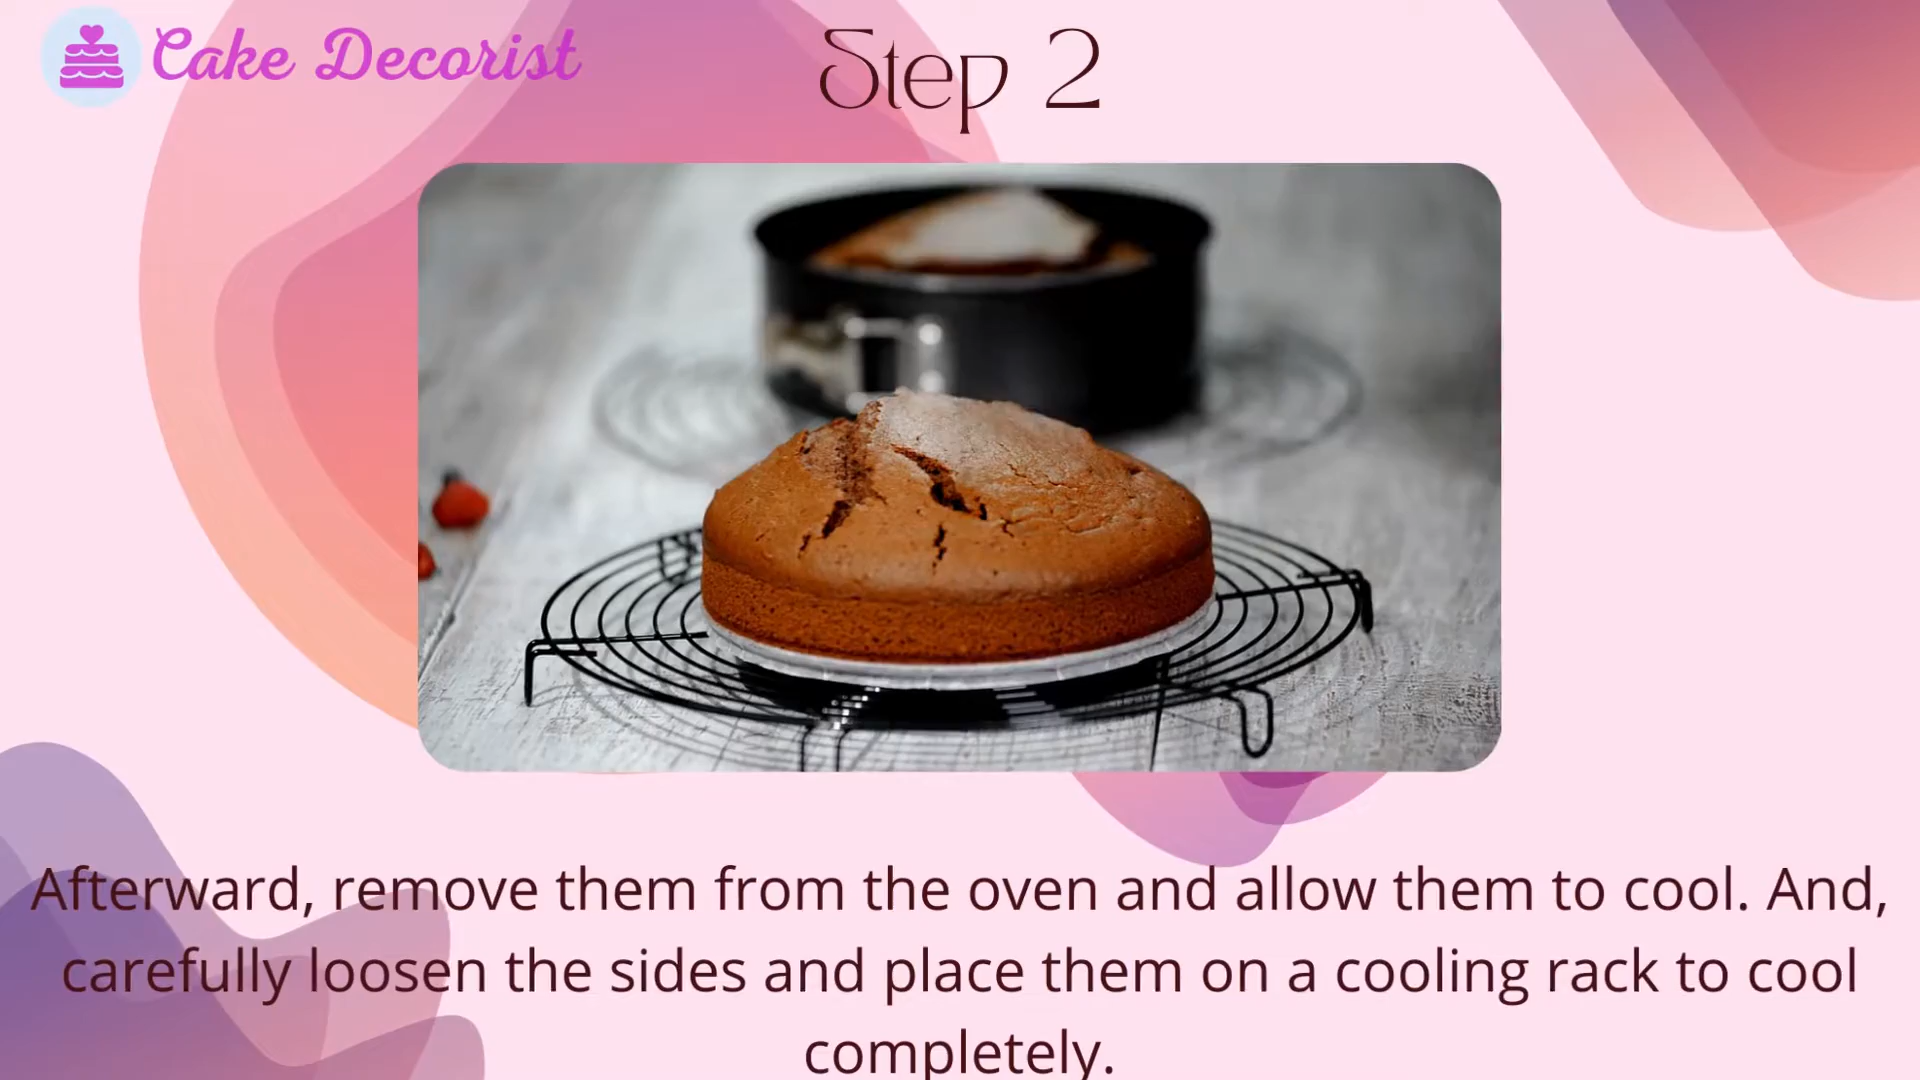 Cake Decorist
Step 2
Afterward, remove them from the oven and allow them to cool. And,
carefully loosen the sides and place them on a cooling rack to cool
completely.